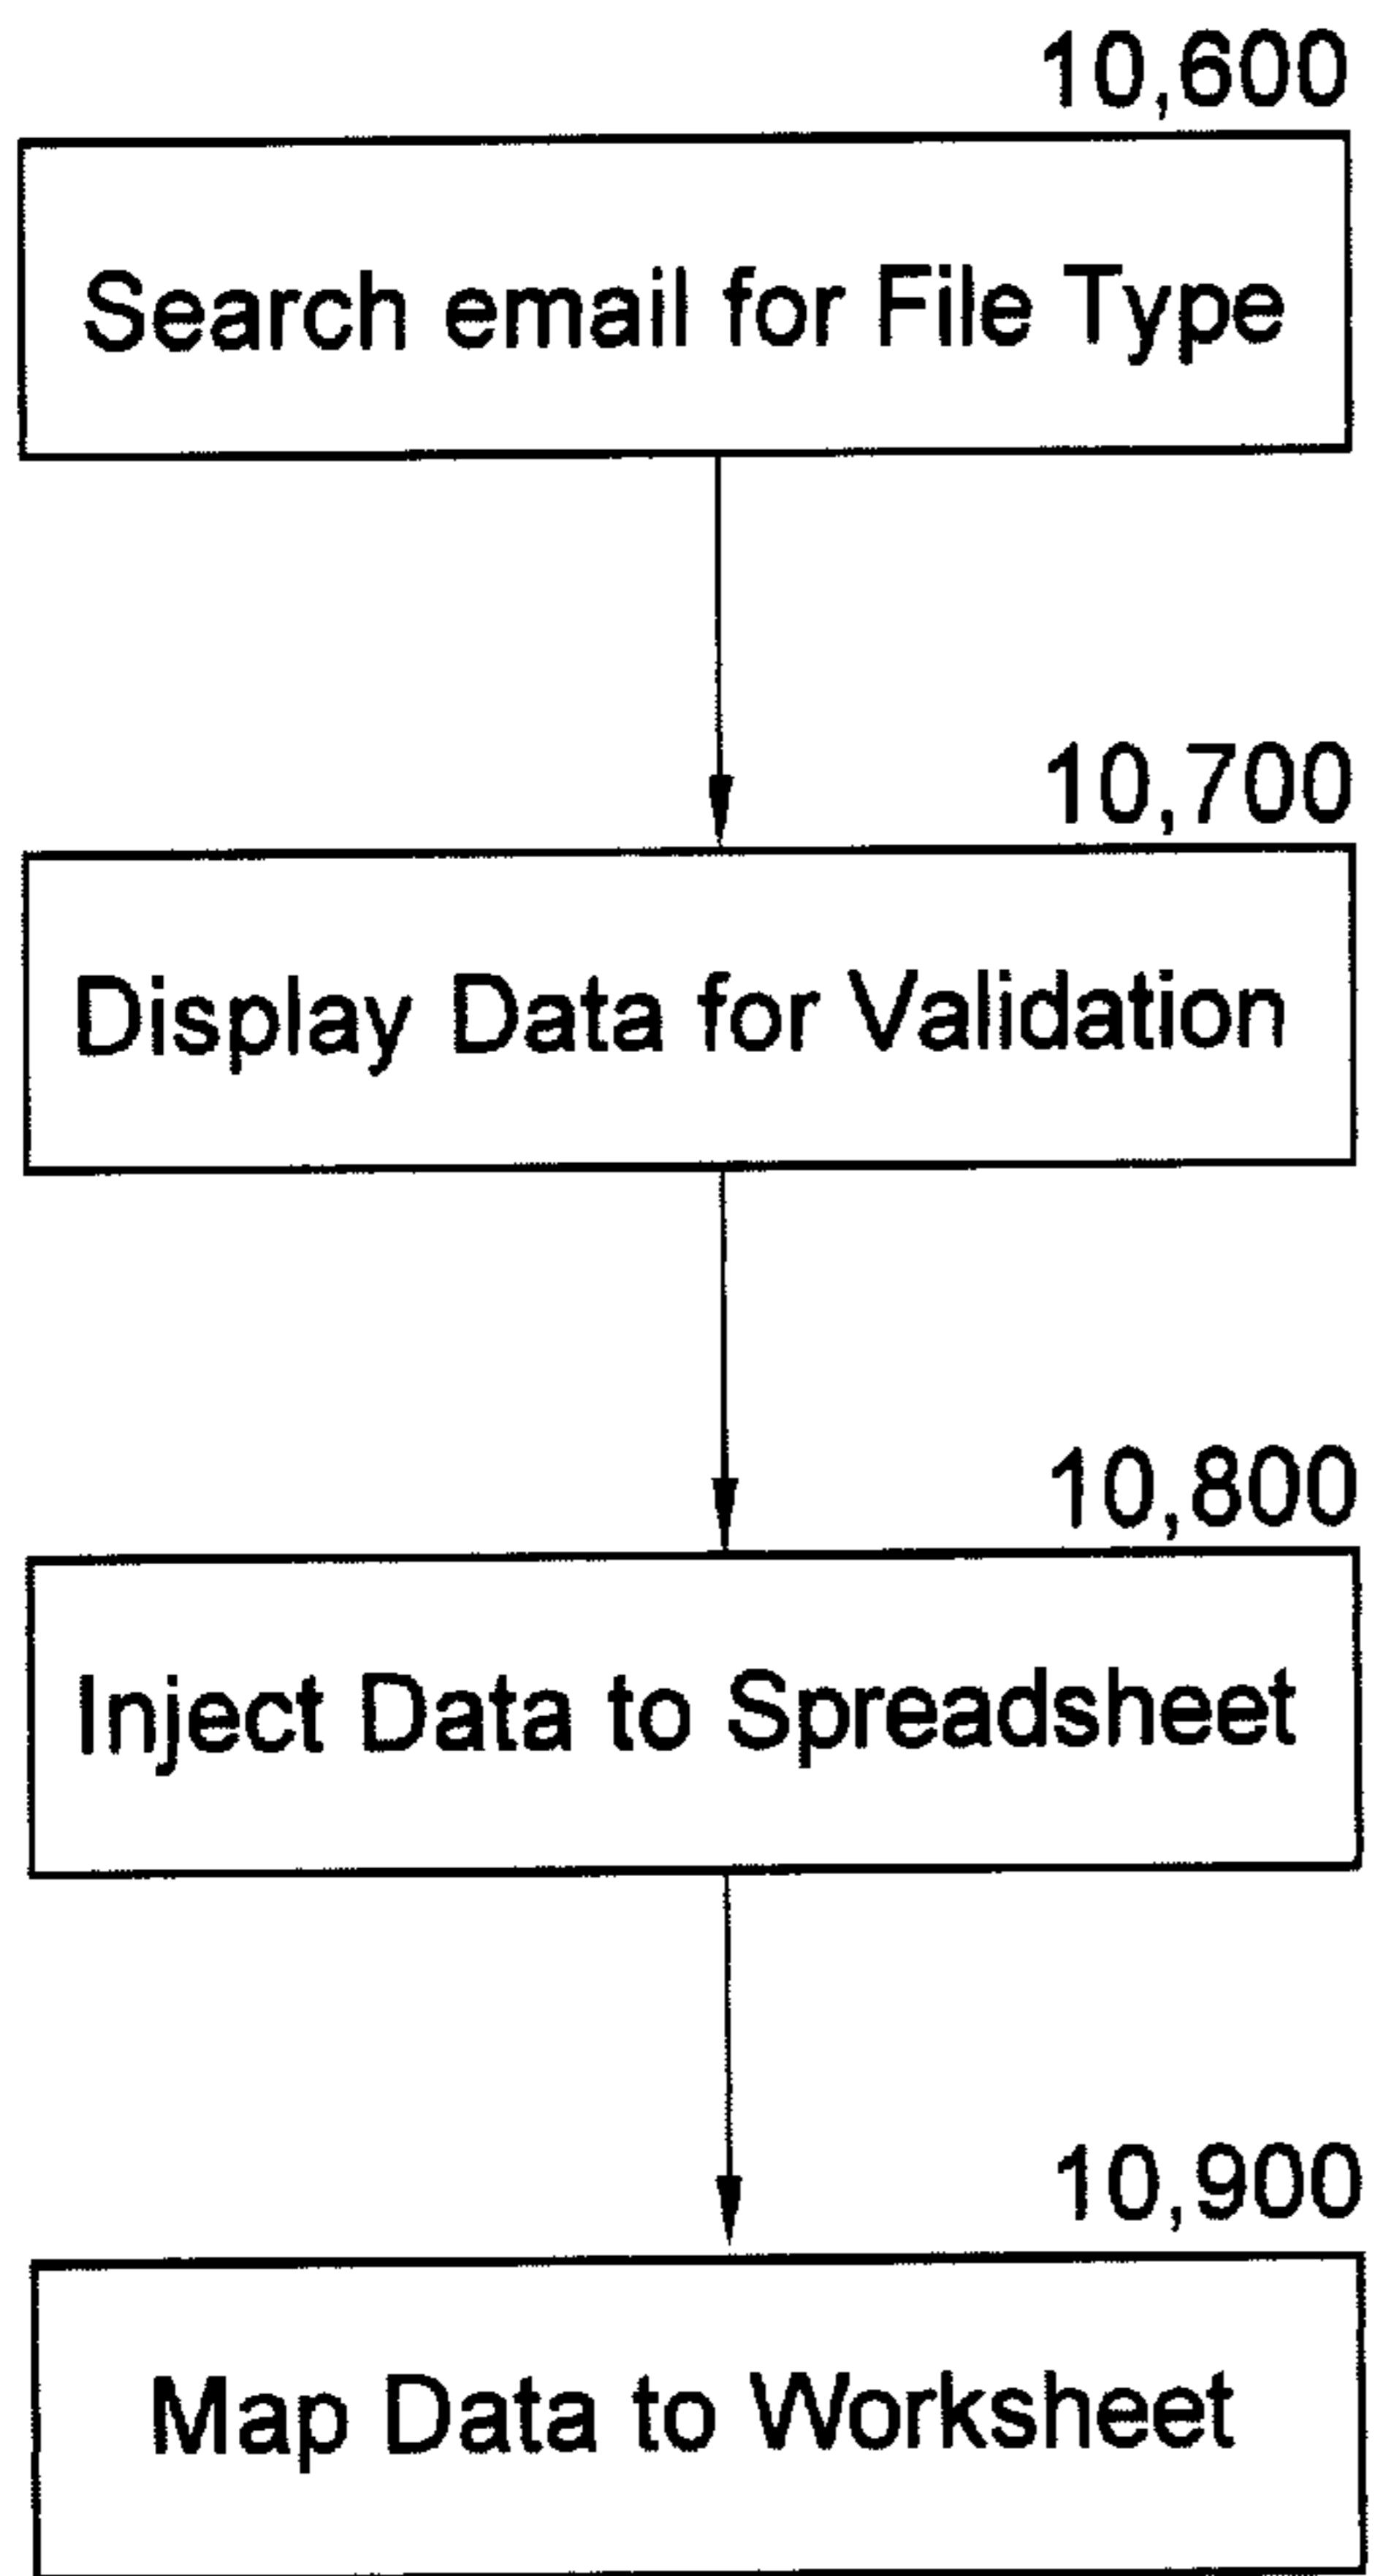 10,600
Search email for File Type
10,700
Display Data for Validation
10,800
Inject Data to Spreadsheet
10,900
Map Data to Worksheet